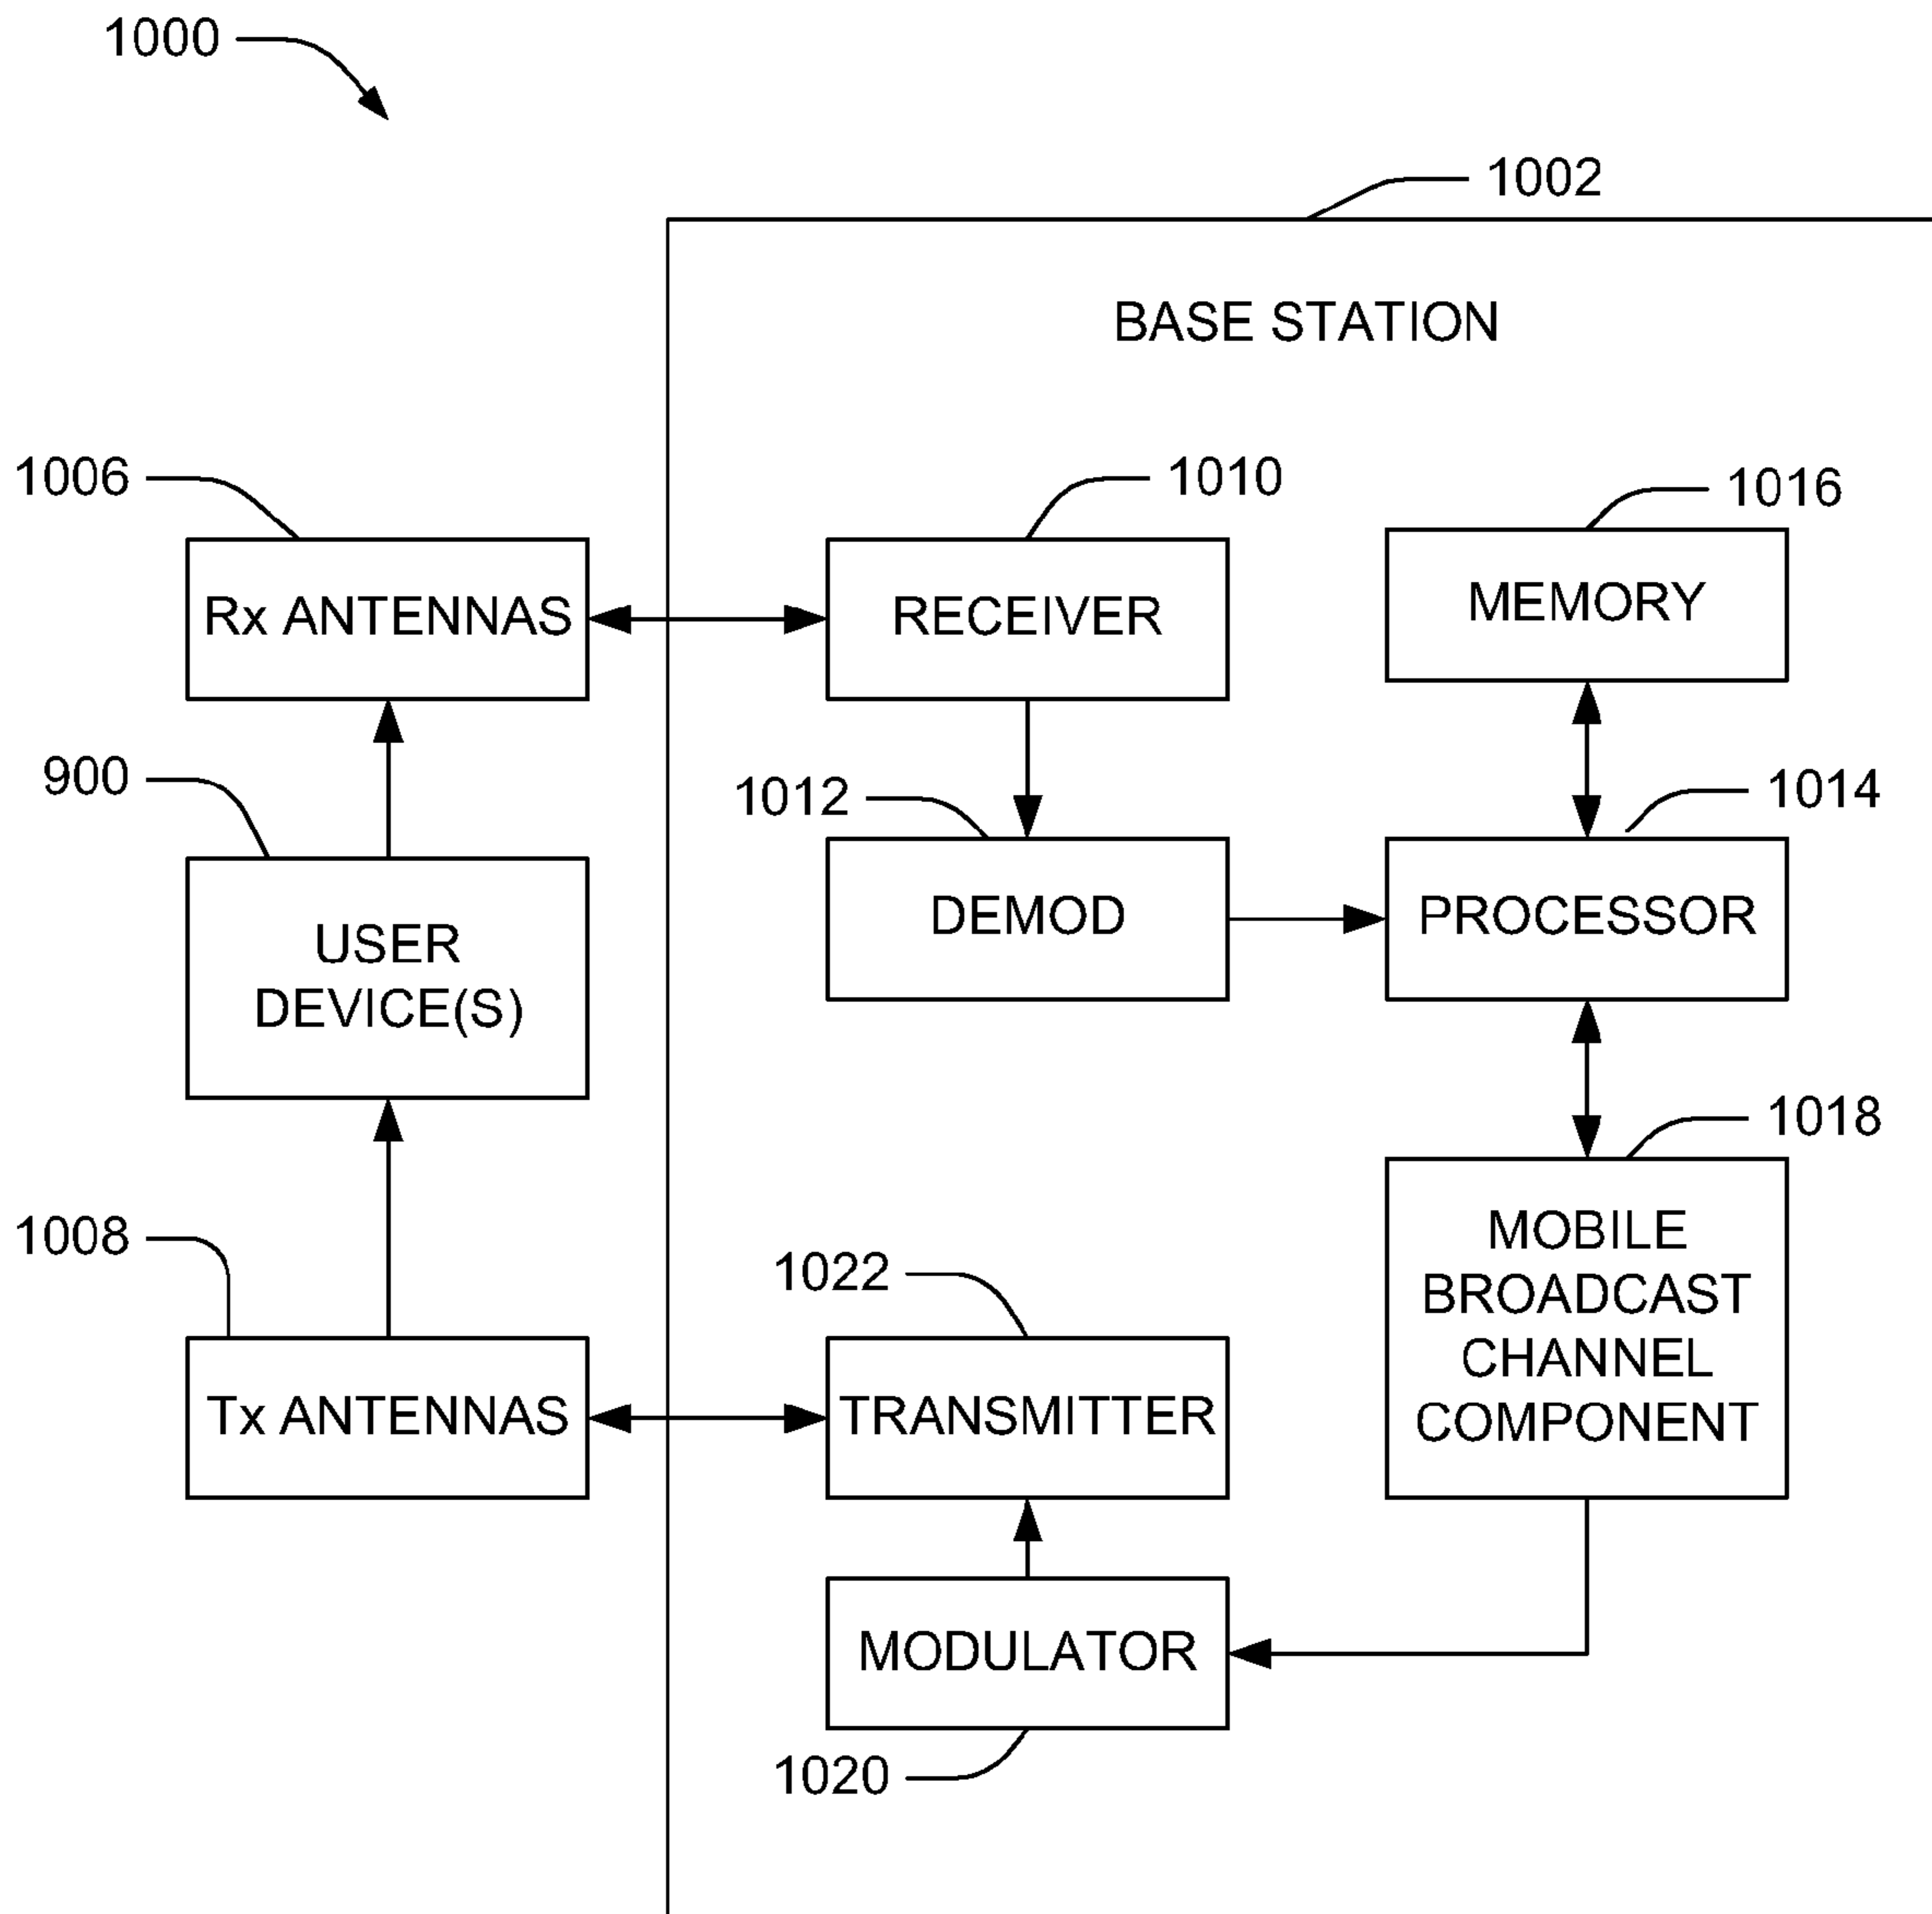 1000
1002
BASE STATION
1006
1010
1016
Rx ANTENNAS
RECEIVER
MEMORY
900
1012
1014
USER
DEVICE(S)
DEMOD
PROCESSOR
1018
1008
1022
MOBILE
BROADCAST
CHANNEL
COMPONENT
Tx ANTENNAS
TRANSMITTER
MODULATOR
1020